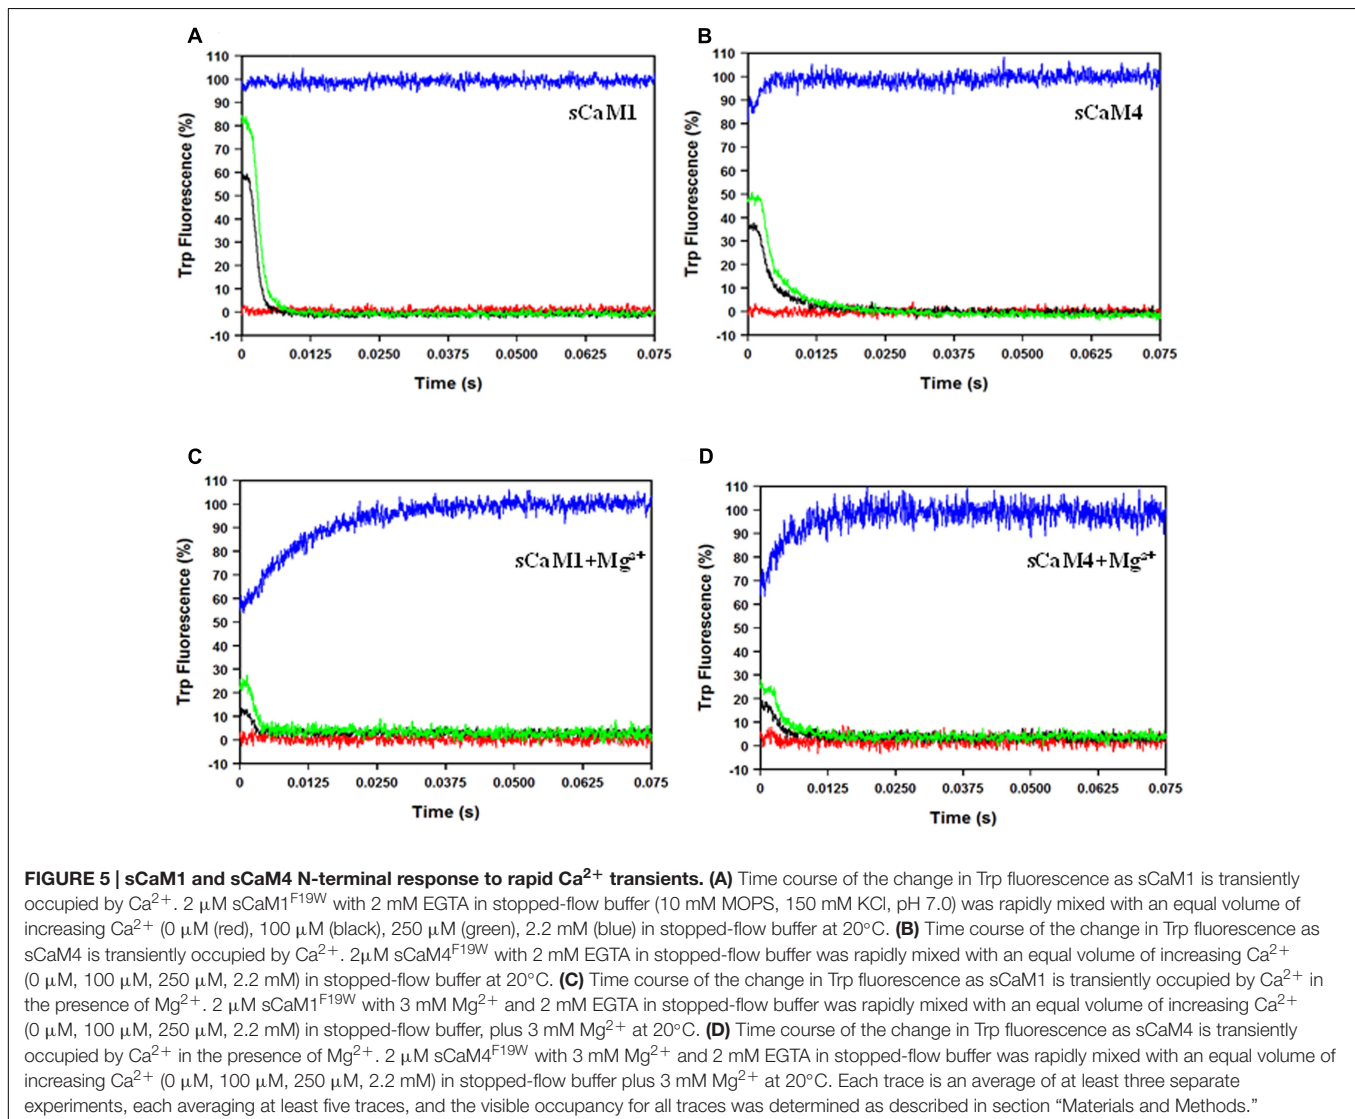 A
110
100
90
80
70
60
50
40
30
20
10
0
-10
Trp Fluorescence (%)
sCaM1
0 0.0125 0.0250 0.0375 0.0500 0.0625 0.075
Time (s)
B
110
100
90
80
70
60
50
40
30
20
10
0
-10
Trp Fluorescence (%)
sCaM4
0 0.0125 0.0250 0.0375 0.0500 0.0625 0.075
Time (s)
C
110
100
90
80
70
60
50
40
30
20
10
0
-10
Trp Fluorescence (%)
sCaM1+Mg²⁺
0 0.0125 0.0250 0.0375 0.0500 0.0625 0.075
Time (s)
D
110
100
90
80
70
60
50
40
30
20
10
0
-10
Trp Fluorescence (%)
sCaM4+Mg²⁺
0 0.0125 0.0250 0.0375 0.0500 0.0625 0.075
Time (s)
FIGURE 5 | sCaM1 and sCaM4 N-terminal response to rapid Ca²⁺ transients. (A) Time course of the change in Trp fluorescence as sCaM1 is transiently
occupied by Ca²⁺. 2 μM sCaM1ᶠ¹⁹ᵂ with 2 mM EGTA in stopped-flow buffer (10 mM MOPS, 150 mM KCl, pH 7.0) was rapidly mixed with an equal volume of
increasing Ca²⁺ (0 μM (red), 100 μM (black), 250 μM (green), 2.2 mM (blue) in stopped-flow buffer at 20°C. (B) Time course of the change in Trp fluorescence as
sCaM4 is transiently occupied by Ca²⁺. 2μM sCaM4ᶠ¹⁹ᵂ with 2 mM EGTA in stopped-flow buffer was rapidly mixed with an equal volume of increasing Ca²⁺
(0 μM, 100 μM, 250 μM, 2.2 mM) in stopped-flow buffer at 20°C. (C) Time course of the change in Trp fluorescence as sCaM1 is transiently occupied by Ca²⁺ in
the presence of Mg²⁺. 2 μM sCaM1ᶠ¹⁹ᵂ with 3 mM Mg²⁺ and 2 mM EGTA in stopped-flow buffer was rapidly mixed with an equal volume of increasing Ca²⁺
(0 μM, 100 μM, 250 μM, 2.2 mM) in stopped-flow buffer, plus 3 mM Mg²⁺ at 20°C. (D) Time course of the change in Trp fluorescence as sCaM4 is transiently
occupied by Ca²⁺ in the presence of Mg²⁺. 2 μM sCaM4ᶠ¹⁹ᵂ with 3 mM Mg²⁺ and 2 mM EGTA in stopped-flow buffer was rapidly mixed with an equal volume of
increasing Ca²⁺ (0 μM, 100 μM, 250 μM, 2.2 mM) in stopped-flow buffer plus 3 mM Mg²⁺ at 20°C. Each trace is an average of at least three separate
experiments, each averaging at least five traces, and the visible occupancy for all traces was determined as described in section “Materials and Methods.”